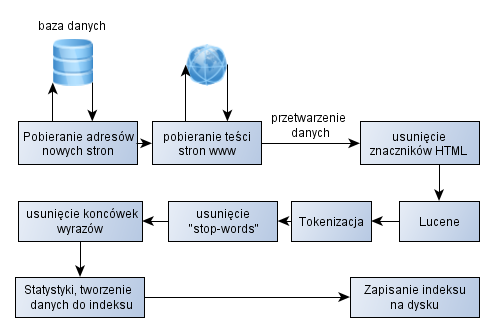 baza danych
Pobieranie adresów
nowych stron
pobieranie teści
stron www
przetwarzenie
danych
usunięcie
znaczników HTML
Lucene
Tokenizacja
usunięcie
"stop-words"
usunięcie koncówek
wyrazów
Statystyki, tworzenie
danych do indeksu
Zapisanie indeksu
na dysku